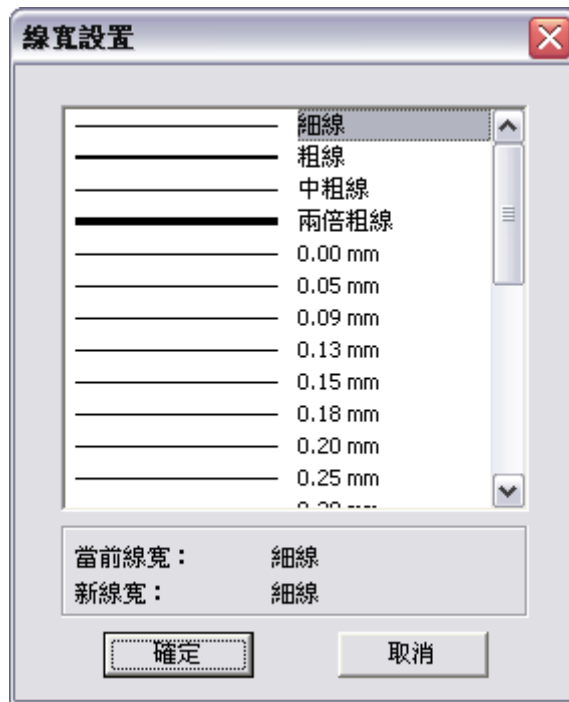 線寬設置
細線
粗線
中粗線
兩倍粗線
0.00 mm
0.05 mm
0.09 mm
0.13 mm
0.15 mm
0.18 mm
0.20 mm
0.25 mm
當前線寬： 細線
新線寬： 細線
確定 取消